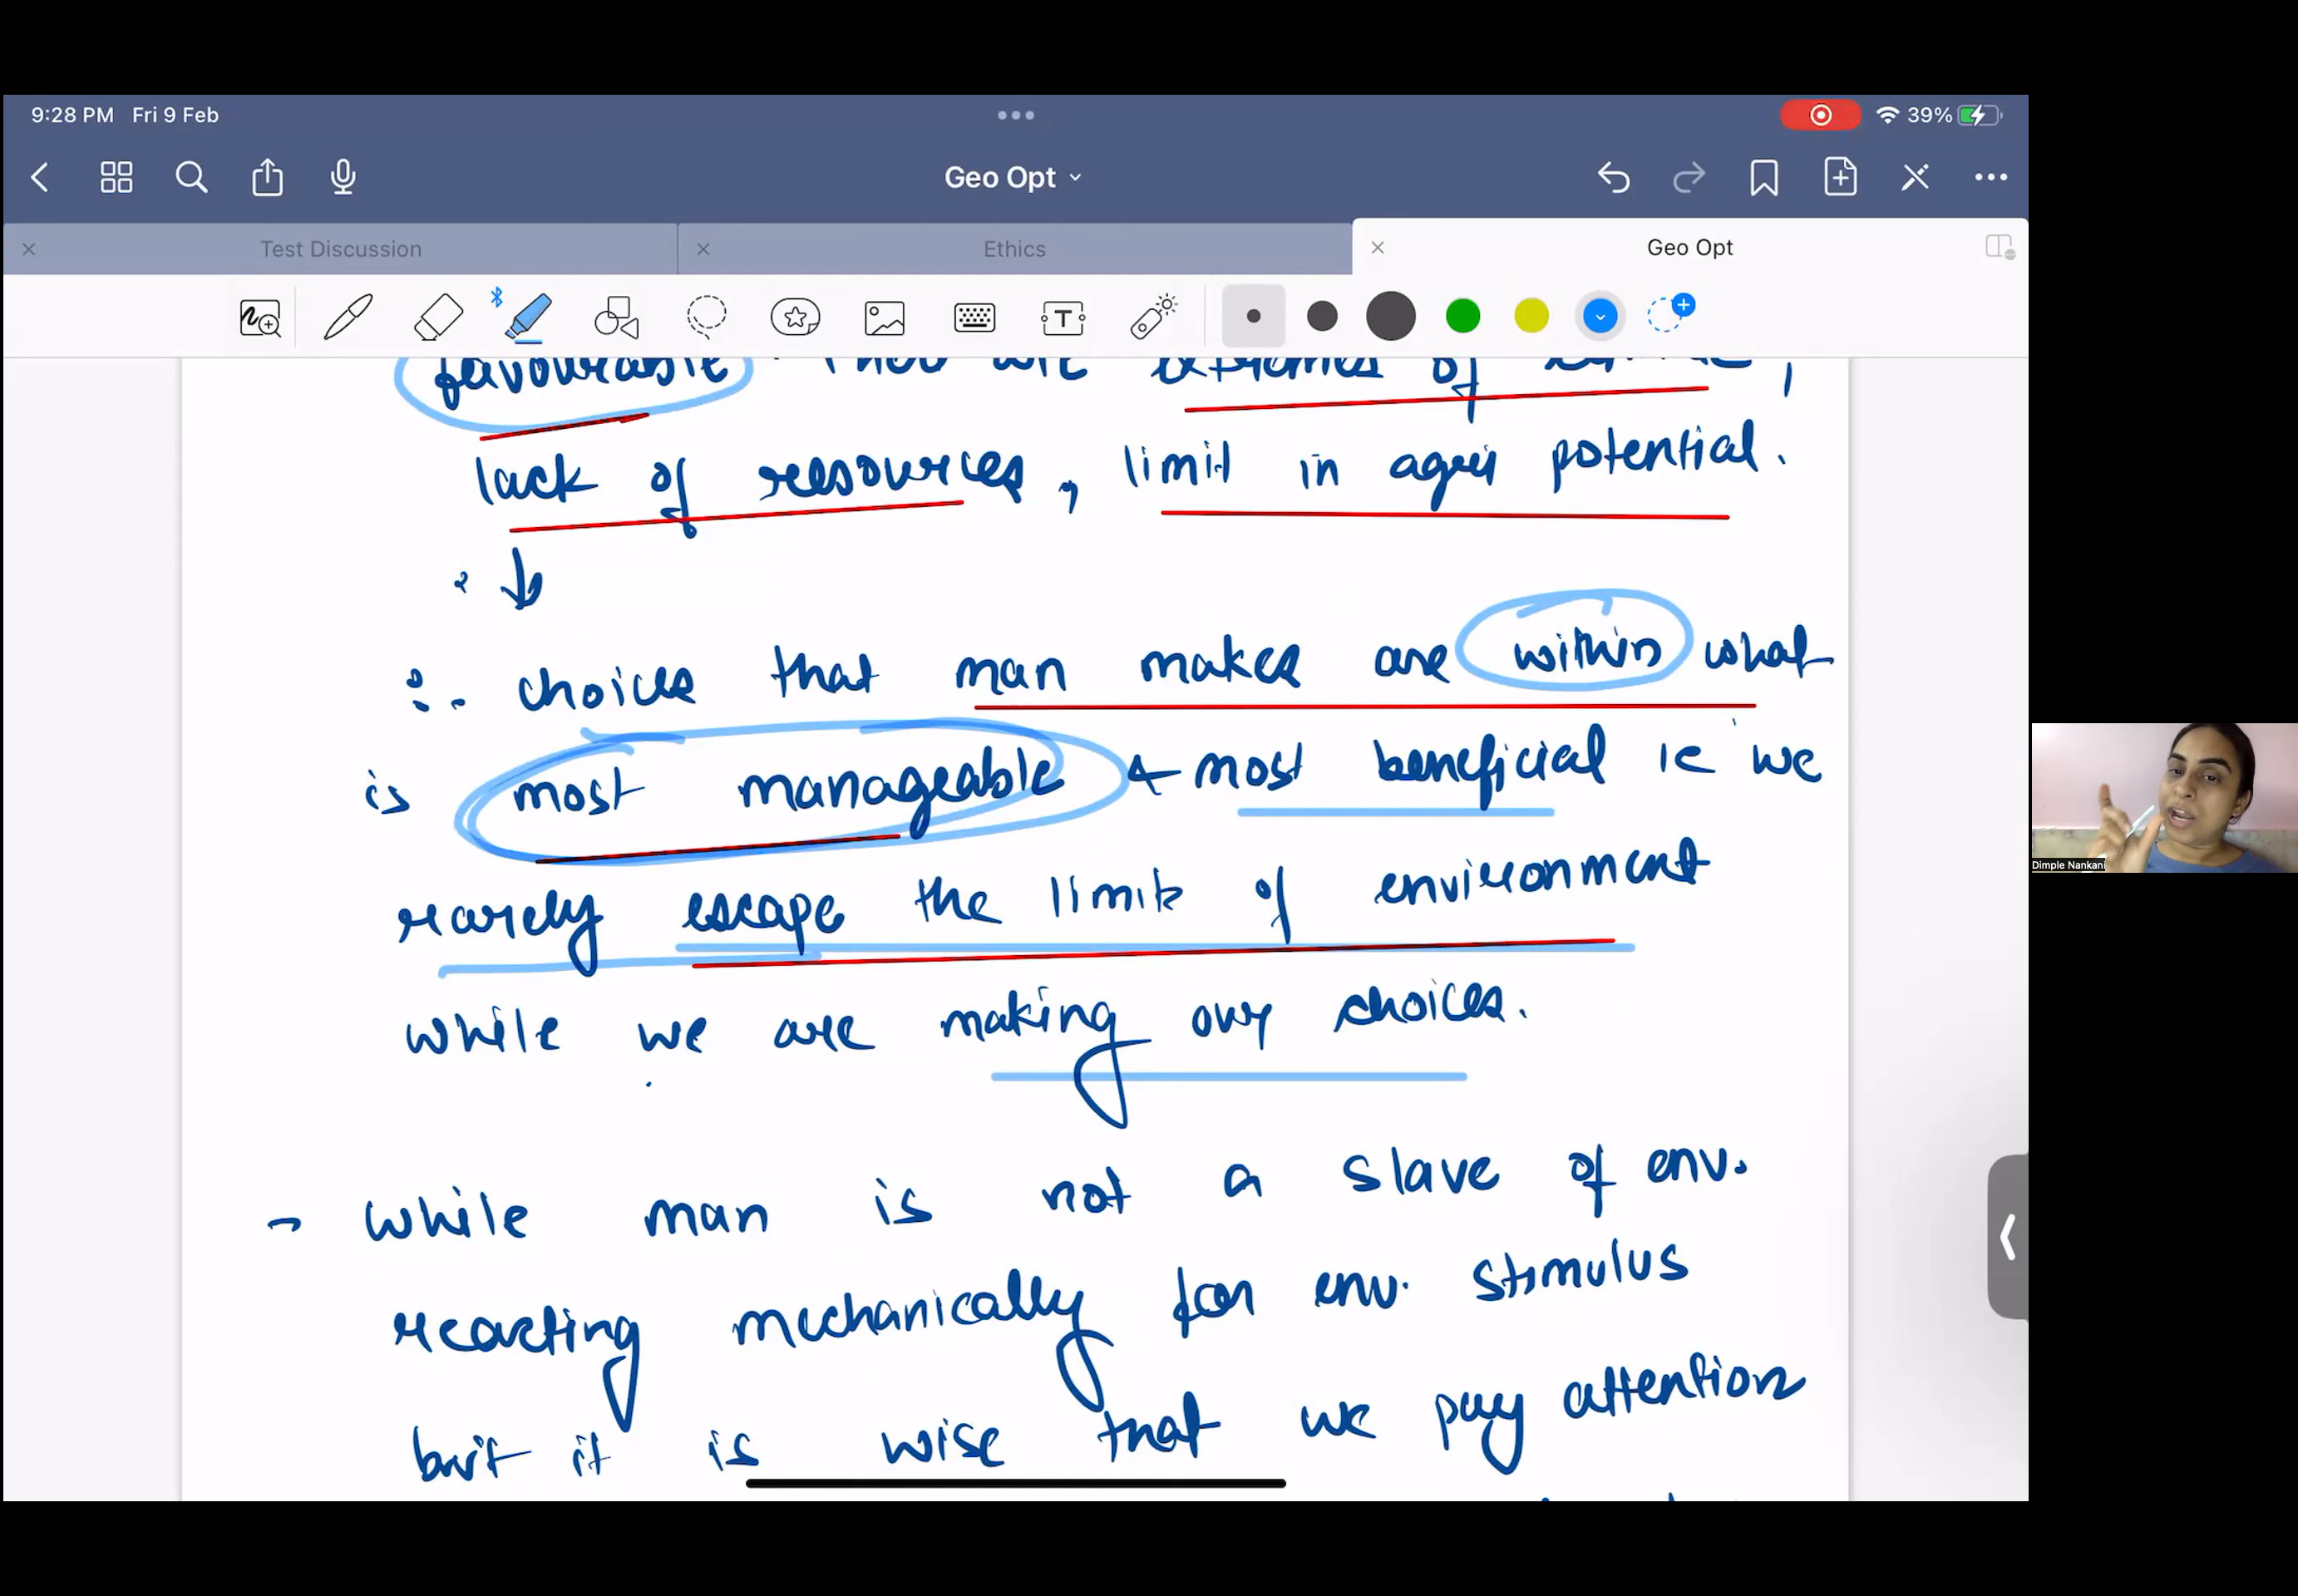 9:28 PM Fri 9 Feb
39%
Geo Opt
Test Discussion
Ethics
Geo Opt
T
favourable of
lack of resources, limit in agri potential.
∴ choices that man makes are within what
is most manageable & most beneficial ie we
rarely escape the limits of environment
while we are making our choices.
- while man is not a slave of env.
reacting mechanically for env. stimulus
but it is wise that we pay attention
Dimple Nankani